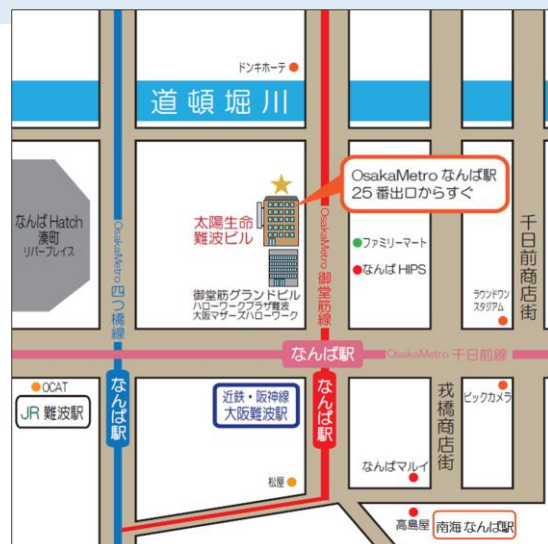 ドンキホーテ
道頓堀川
OsakaMetro なんば駅
25 番出口からすぐ
なんば Hatch
湊町
リバープレイス
太陽生命
難波ビル
ファミリーマート
なんば HIPS
御堂筋グランドビル
ハローワークプラザ難波
大阪マザーズハローワーク
OsakaMetro 四つ橋線
OsakaMetro 御堂筋線
ラウンドワン
スタジアム
千日前商店街
なんば駅
OsakaMetro 千日前線
OCAT
JR 難波駅
なんば駅
近鉄・阪神線
大阪難波駅
なんば駅
戎橋商店街
ビックカメラ
なんばマルイ
松屋
高島屋
南海 なんば駅